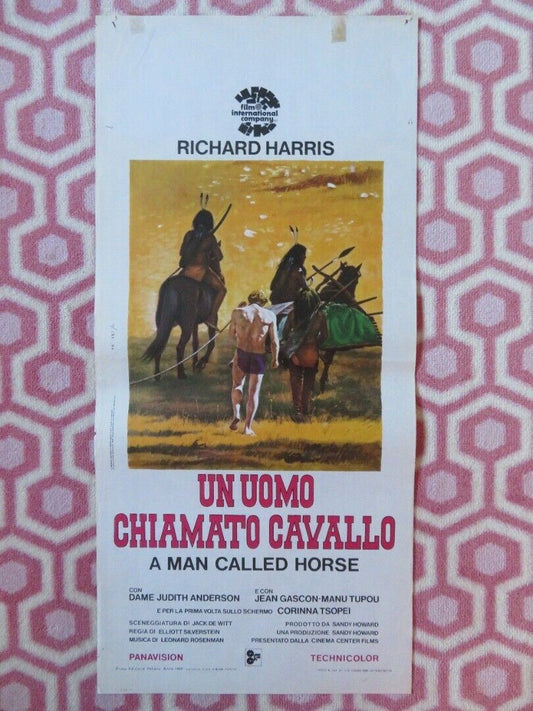 film
international
company
RICHARD HARRIS
UN UOMO
CHIAMATO CAVALLO
A MAN CALLED HORSE
CON
DAME JUDITH ANDERSON
E CON
JEAN GASCON·MANU TUPOU
E PER LA PRIMA VOLTA SULLO SCHERMO CORINNA TSOPEI
SCENEGGIATURA DI JACK DE WITT
REGIA DI ELLIOTT SILVERSTEIN
MUSICA DI LEONARD ROSENMAN
PRODOTTO DA SANDY HOWARD
UNA PRODUZIONE SANDY HOWARD
PRESENTATO DALLA CINEMA CENTER FILMS
PANAVISION
TECHNICOLOR